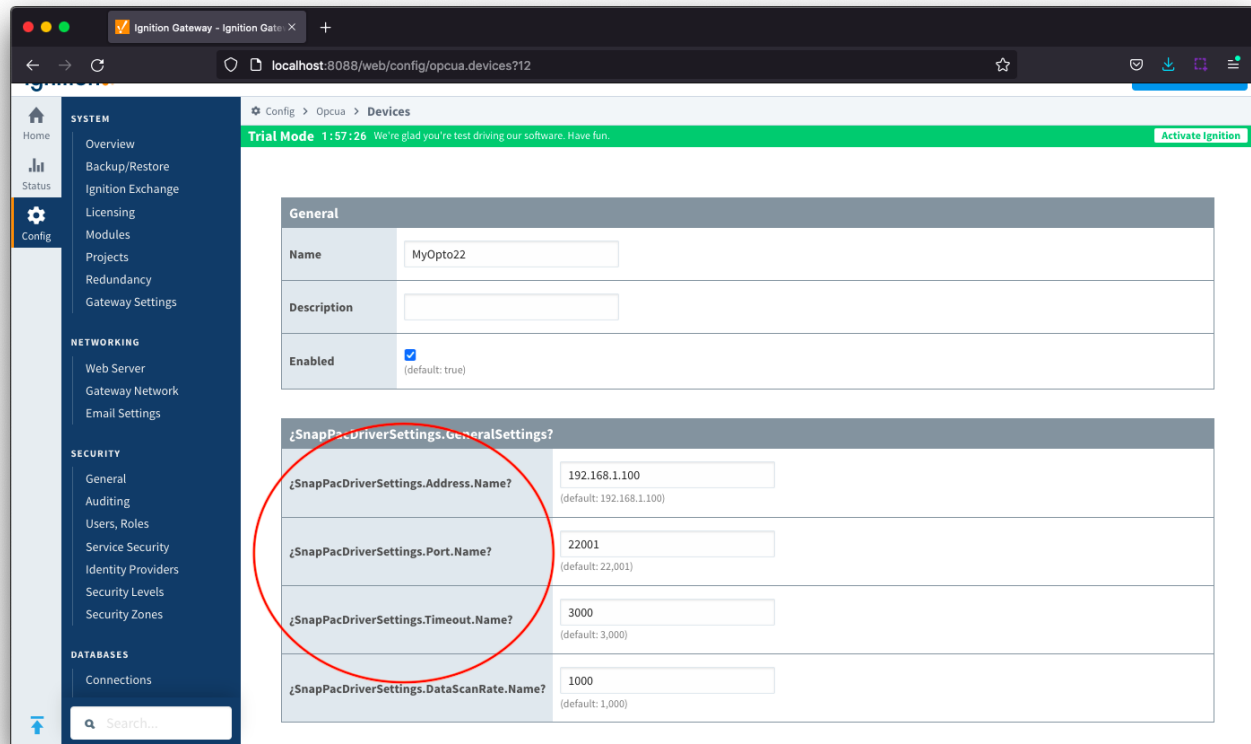 Ignition Gateway - Ignition Gate
localhost:8088/web/config/opcua.devices?12
Config > Opcua > Devices
Trial Mode 1:57:26 We're glad you're test driving our software. Have fun.
Activate Ignition
Home
Status
Config
SYSTEM
Overview
Backup/Restore
Ignition Exchange
Licensing
Modules
Projects
Redundancy
Gateway Settings
NETWORKING
Web Server
Gateway Network
Email Settings
SECURITY
General
Auditing
Users, Roles
Service Security
Identity Providers
Security Levels
Security Zones
DATABASES
Connections
Search...
General
Name
MyOpto22
Description
Enabled
(default: true)
¿SnapPacDriverSettings.GeneralSettings?
¿SnapPacDriverSettings.Address.Name?
192.168.1.100
(default: 192.168.1.100)
¿SnapPacDriverSettings.Port.Name?
22001
(default: 22,001)
¿SnapPacDriverSettings.Timeout.Name?
3000
(default: 3,000)
¿SnapPacDriverSettings.DataScanRate.Name?
1000
(default: 1,000)